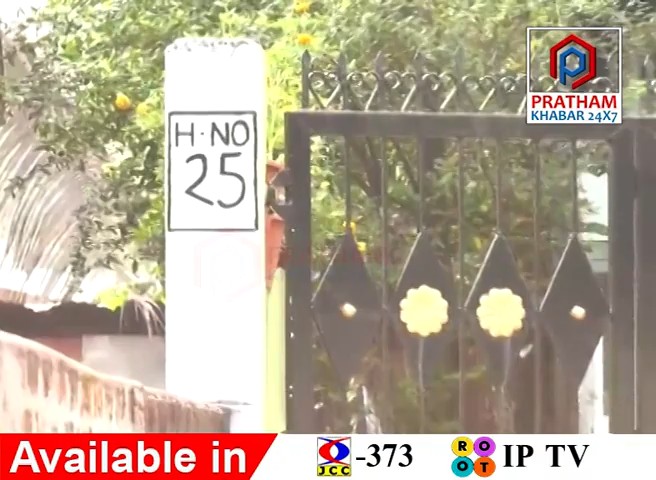 PRATHAM
KHABAR 24X7
H·NO
25
Available in
JCC
-373
ROOT
IP TV